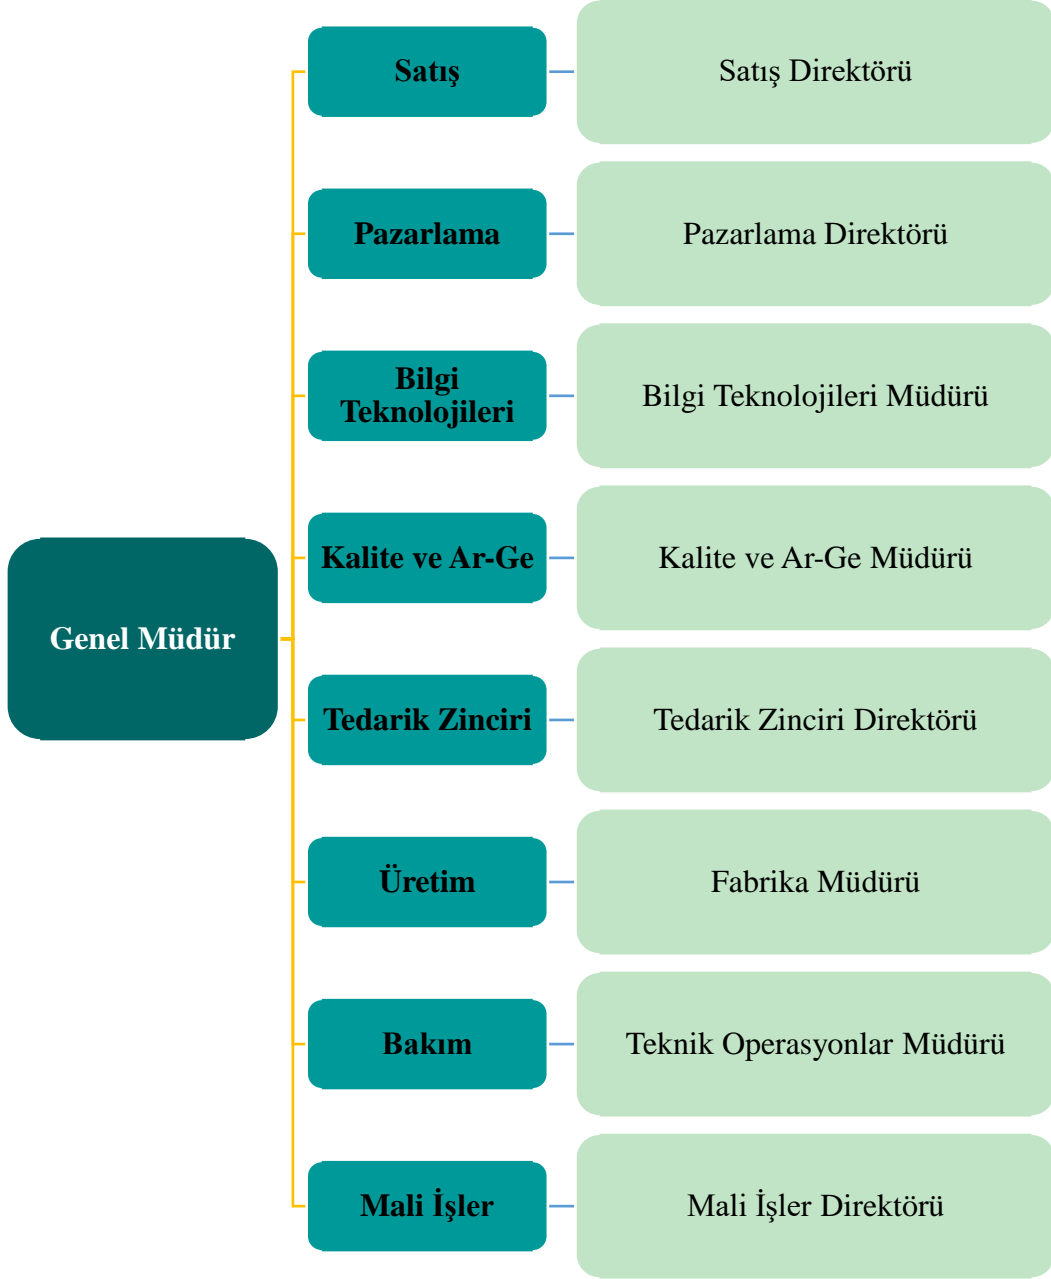 Satış
Satış Direktörü
Pazarlama
Pazarlama Direktörü
Bilgi
Teknolojileri
Bilgi Teknolojileri Müdürü
Kalite ve Ar-Ge
Kalite ve Ar-Ge Müdürü
Genel Müdür
Tedarik Zinciri
Tedarik Zinciri Direktörü
Üretim
Fabrika Müdürü
Bakım
Teknik Operasyonlar Müdürü
Mali İşler
Mali İşler Direktörü